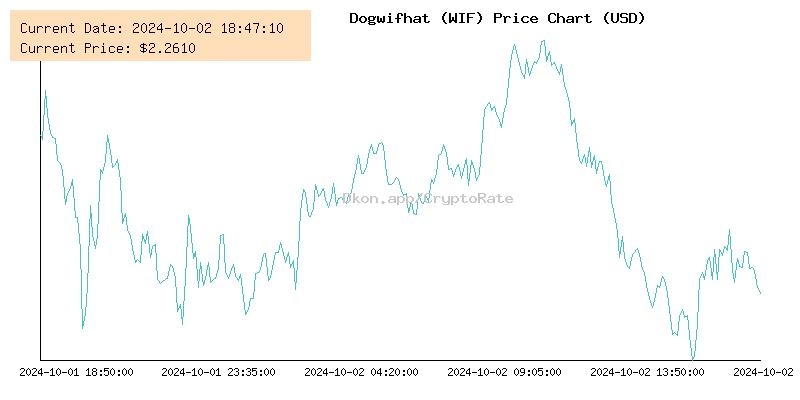 Dogwifhat (WIF) Price Chart (USD)
Current Date: 2024-10-02 18:47:10
Current Price: $2.2610
Okon.app/CryptoRate
2024-10-01 18:50:00 2024-10-01 23:35:00 2024-10-02 04:20:00 2024-10-02 09:05:00 2024-10-02 13:50:00 2024-10-02